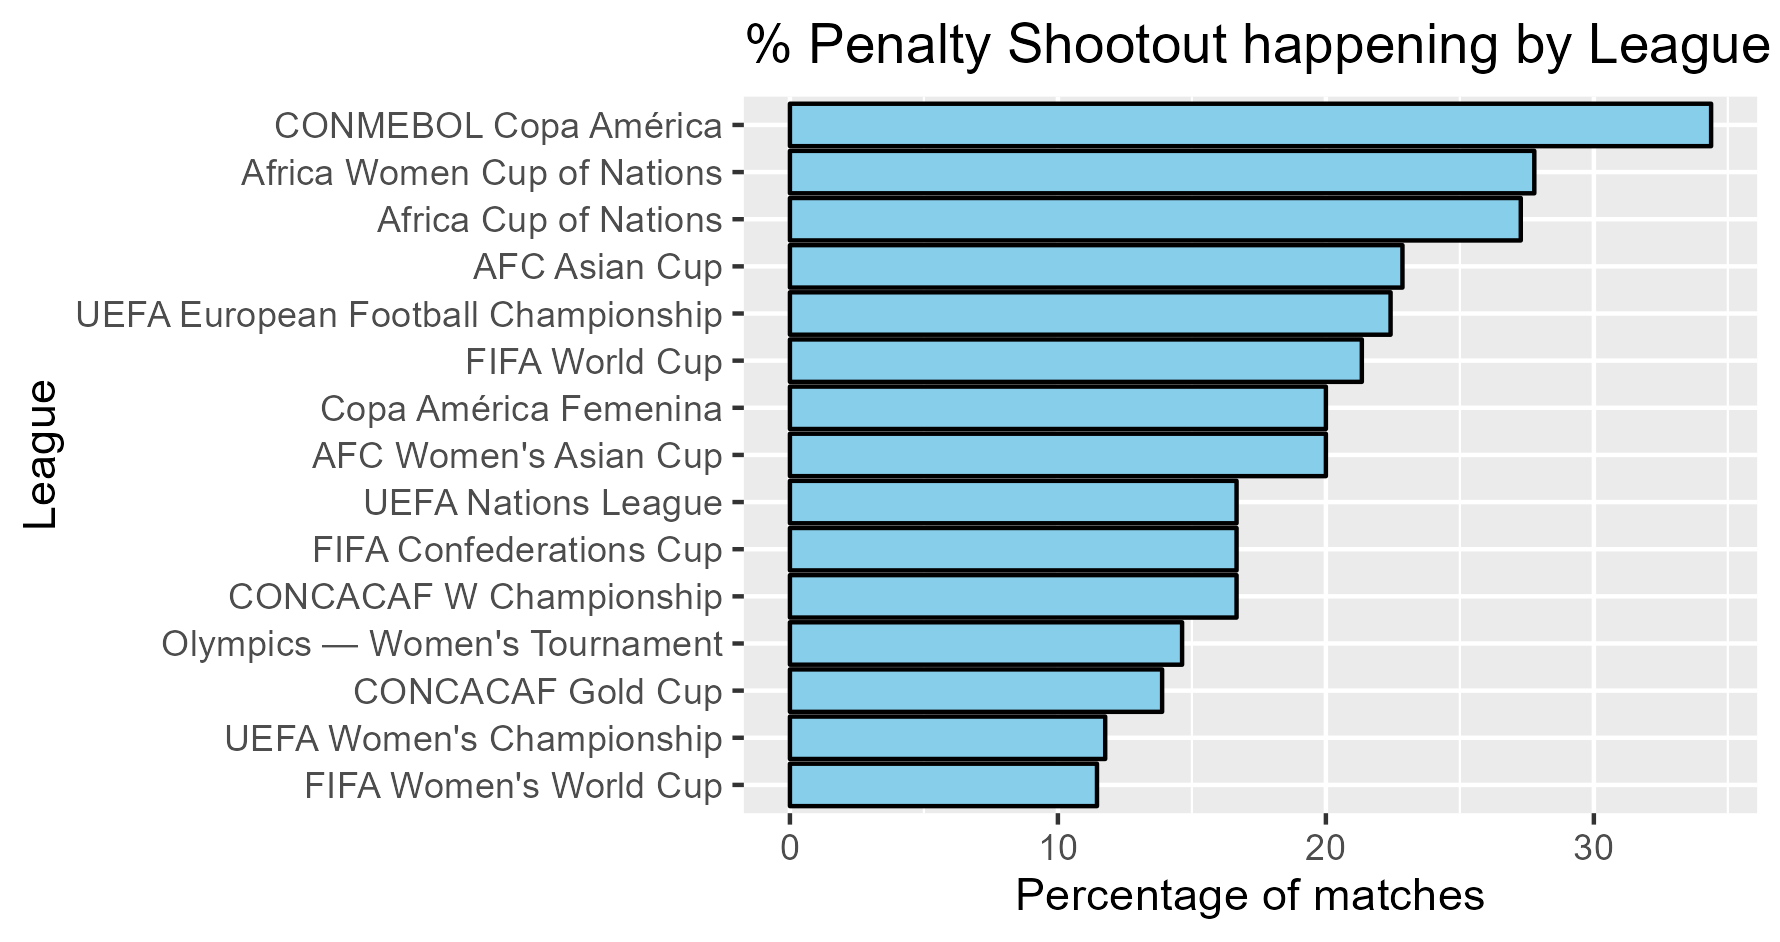 % Penalty Shootout happening by League
CONMEBOL Copa América
Africa Women Cup of Nations
Africa Cup of Nations
AFC Asian Cup
UEFA European Football Championship
FIFA World Cup
Copa América Femenina
AFC Women's Asian Cup
UEFA Nations League
FIFA Confederations Cup
CONCACAF W Championship
Olympics — Women's Tournament
CONCACAF Gold Cup
UEFA Women's Championship
FIFA Women's World Cup
League
0 10 20 30
Percentage of matches